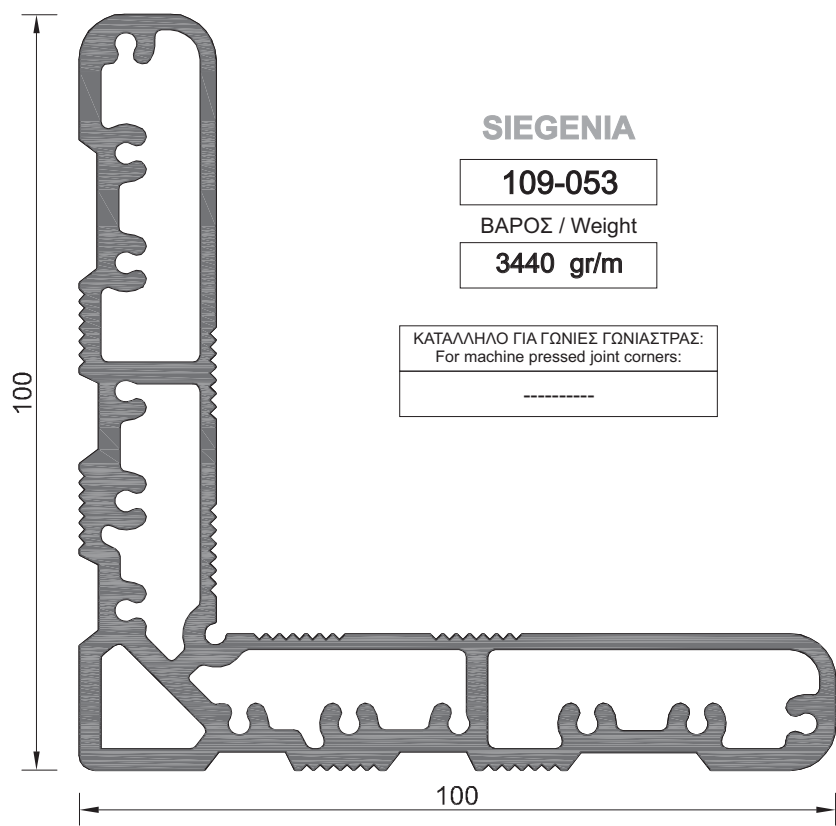 SIEGENIA
109-053
ΒΑΡΟΣ / Weight
3440 gr/m
ΚΑΤΑΛΛΗΛΟ ΓΙΑ ΓΩΝΙΕΣ ΓΩΝΙΑΣΤΡΑΣ:
For machine pressed joint corners:
----------
100
100